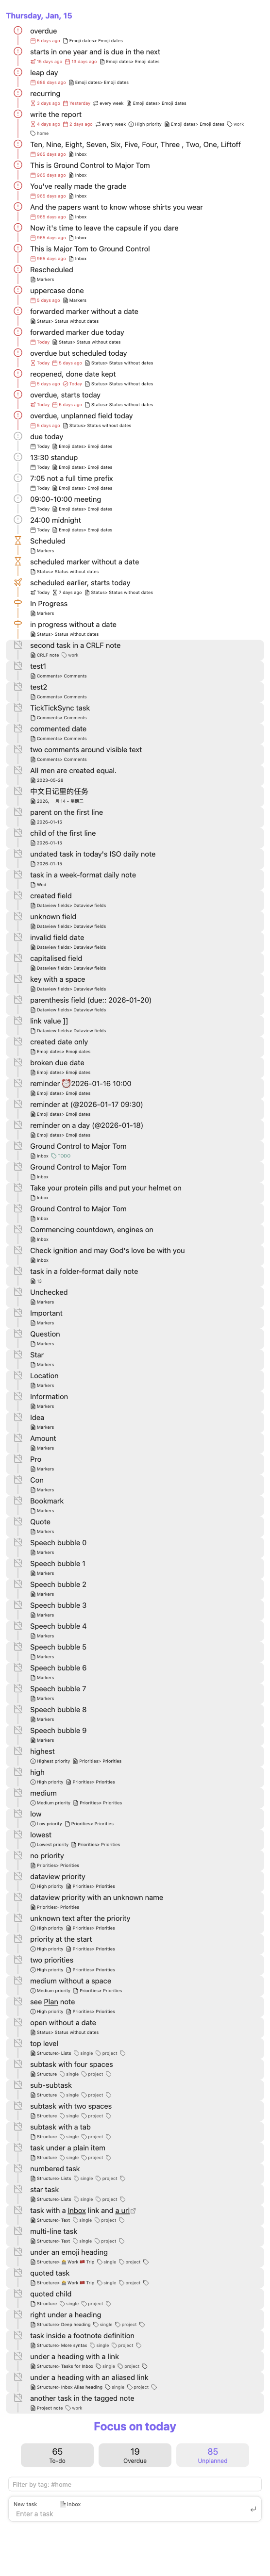 Thursday, Jan, 15
overdue
5 days ago Emoji dates> Emoji dates
starts in one year and is due in the next
15 days ago 13 days ago Emoji dates> Emoji dates
leap day
686 days ago Emoji dates> Emoji dates
recurring
3 days ago Yesterday every week Emoji dates> Emoji dates
write the report
4 days ago 2 days ago every week High priority Emoji dates> Emoji dates work
home
Ten, Nine, Eight, Seven, Six, Five, Four, Three , Two, One, Liftoff
965 days ago Inbox
This is Ground Control to Major Tom
965 days ago Inbox
You've really made the grade
965 days ago Inbox
And the papers want to know whose shirts you wear
965 days ago Inbox
Now it's time to leave the capsule if you dare
965 days ago Inbox
This is Major Tom to Ground Control
965 days ago Inbox
Rescheduled
Markers
uppercase done
5 days ago Markers
forwarded marker without a date
Status> Status without dates
forwarded marker due today
Today Status> Status without dates
overdue but scheduled today
Today 5 days ago Status> Status without dates
reopened, done date kept
5 days ago Today Status> Status without dates
overdue, starts today
Today 5 days ago Status> Status without dates
overdue, unplanned field today
5 days ago Status> Status without dates
due today
Today Emoji dates> Emoji dates
13:30 standup
Today Emoji dates> Emoji dates
7:05 not a full time prefix
Today Emoji dates> Emoji dates
09:00-10:00 meeting
Today Emoji dates> Emoji dates
24:00 midnight
Today Emoji dates> Emoji dates
Scheduled
Markers
scheduled marker without a date
Status> Status without dates
scheduled earlier, starts today
Today 7 days ago Status> Status without dates
In Progress
Markers
in progress without a date
Status> Status without dates
second task in a CRLF note
CRLF note work
test1
Comments> Comments
test2
Comments> Comments
TickTickSync task
Comments> Comments
commented date
Comments> Comments
two comments around visible text
Comments> Comments
All men are created equal.
2023-05-28
中文日记里的任务
2026, 一月 14 - 星期三
parent on the first line
2026-01-15
child of the first line
2026-01-15
undated task in today's ISO daily note
2026-01-15
task in a week-format daily note
Wed
created field
Dataview fields> Dataview fields
unknown field
Dataview fields> Dataview fields
invalid field date
Dataview fields> Dataview fields
capitalised field
Dataview fields> Dataview fields
key with a space
Dataview fields> Dataview fields
parenthesis field (due:: 2026-01-20)
Dataview fields> Dataview fields
link value ]]
Dataview fields> Dataview fields
created date only
Emoji dates> Emoji dates
broken due date
Emoji dates> Emoji dates
reminder ⏰2026-01-16 10:00
Emoji dates> Emoji dates
reminder at (@2026-01-17 09:30)
Emoji dates> Emoji dates
reminder on a day (@2026-01-18)
Emoji dates> Emoji dates
Ground Control to Major Tom
Inbox TODO
Ground Control to Major Tom
Inbox
Take your protein pills and put your helmet on
Inbox
Ground Control to Major Tom
Inbox
Commencing countdown, engines on
Inbox
Check ignition and may God's love be with you
Inbox
task in a folder-format daily note
13
Unchecked
Markers
Important
Markers
Question
Markers
Star
Markers
Location
Markers
Information
Markers
Idea
Markers
Amount
Markers
Pro
Markers
Con
Markers
Bookmark
Markers
Quote
Markers
Speech bubble 0
Markers
Speech bubble 1
Markers
Speech bubble 2
Markers
Speech bubble 3
Markers
Speech bubble 4
Markers
Speech bubble 5
Markers
Speech bubble 6
Markers
Speech bubble 7
Markers
Speech bubble 8
Markers
Speech bubble 9
Markers
highest
Highest priority Priorities> Priorities
high
High priority Priorities> Priorities
medium
Medium priority Priorities> Priorities
low
Low priority Priorities> Priorities
lowest
Lowest priority Priorities> Priorities
no priority
Priorities> Priorities
dataview priority
High priority Priorities> Priorities
dataview priority with an unknown name
Priorities> Priorities
unknown text after the priority
High priority Priorities> Priorities
priority at the start
High priority Priorities> Priorities
two priorities
High priority Priorities> Priorities
medium without a space
Medium priority Priorities> Priorities
see Plan note
High priority Priorities> Priorities
open without a date
Status> Status without dates
top level
Structure> Lists single project
subtask with four spaces
Structure single project
sub-subtask
Structure single project
subtask with two spaces
Structure single project
subtask with a tab
Structure single project
task under a plain item
Structure single project
numbered task
Structure> Lists single project
star task
Structure> Lists single project
task with a Inbox link and a url
Structure> Text single project
multi-line task
Structure> Text single project
under an emoji heading
Structure> Work Trip single project
quoted task
Structure> Work Trip single project
quoted child
Structure single project
right under a heading
Structure> Deep heading single project
task inside a footnote definition
Structure> More syntax single project
under a heading with a link
Structure> Tasks for Inbox single project
under a heading with an aliased link
Structure> Inbox Alias heading single project
another task in the tagged note
Project note work
Focus on today
65
To-do
19
Overdue
85
Unplanned
Filter by tag: #home
New task Inbox
Enter a task